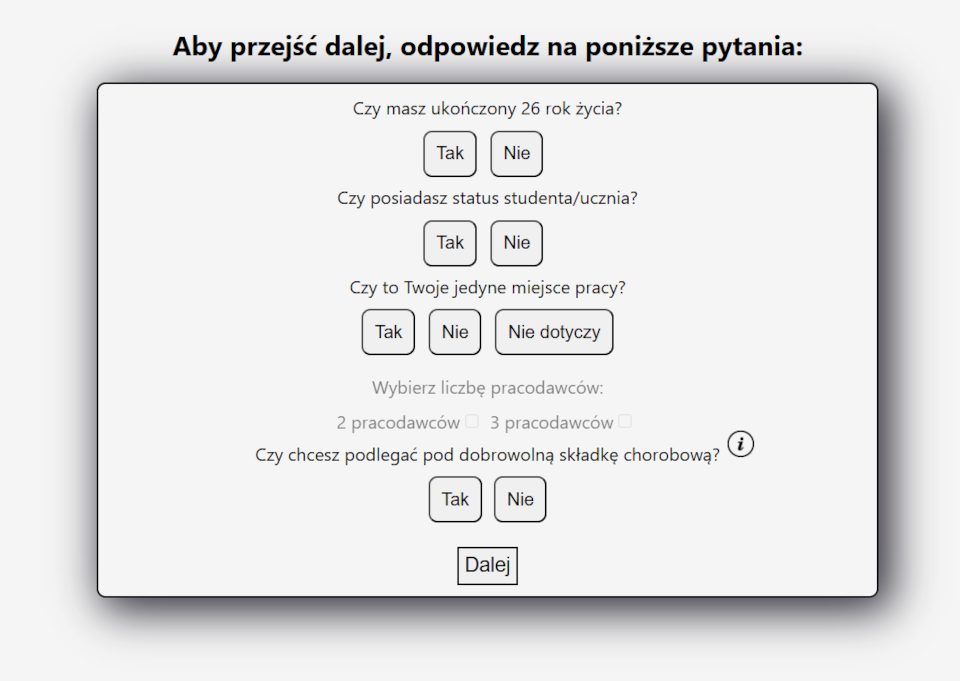 Aby przejść dalej, odpowiedz na poniższe pytania:
Czy masz ukończony 26 rok życia?
Tak Nie
Czy posiadasz status studenta/ucznia?
Tak Nie
Czy to Twoje jedyne miejsce pracy?
Tak Nie Nie dotyczy
Wybierz liczbę pracodawców:
2 pracodawców 3 pracodawców
Czy chcesz podlegać pod dobrowolną składkę chorobową? i
Tak Nie
Dalej